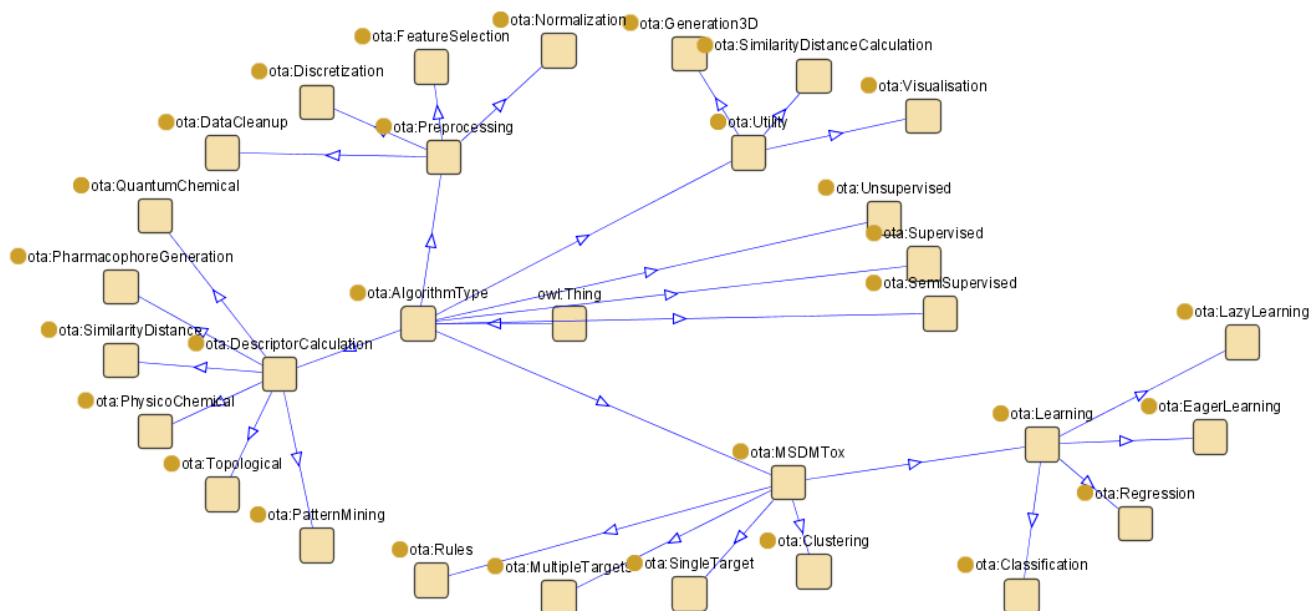 ota:Normalization
ota:Generation3D
ota:FeatureSelection
ota:SimilarityDistanceCalculation
ota:Discretization
ota:Visualisation
ota:DataCleanup
ota:Preprocessing
ota:Utility
ota:QuantumChemical
ota:Unsupervised
ota:Supervised
ota:PharmacophoreGeneration
ota:SemiSupervised
ota:AlgorithmType
owl:Thing
ota:LazyLearning
ota:SimilarityDistance
ota:DescriptorCalculation
ota:PhysicoChemical
ota:EagerLearning
ota:Learning
ota:MSDMTox
ota:Topological
ota:Regression
ota:PatternMining
ota:Clustering
ota:Rules
ota:MultipleTargets
ota:SingleTarget
ota:Classification